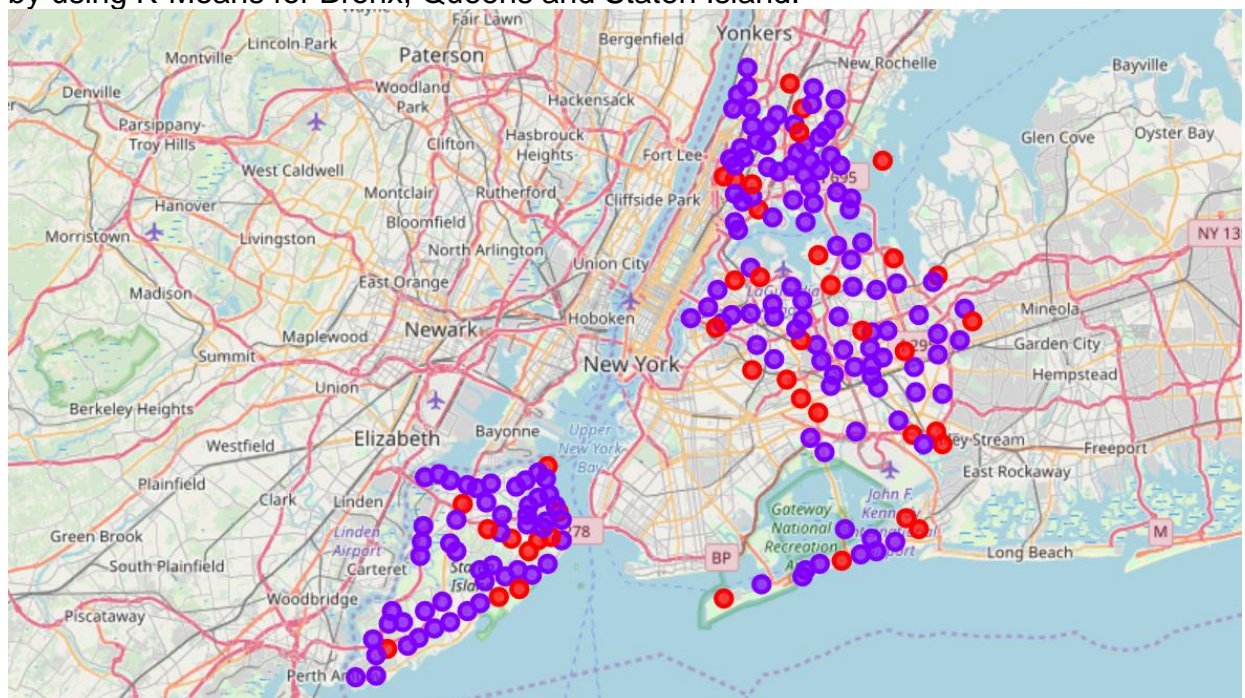 by using K-Means for Bronx, Queens and Staten Island.
Fair Lawn
Lincoln Park
Yonkers
Montville
Paterson
Bergenfield
New Rochelle
Bayville
Denville
Woodland
Park
Hackensack
Parsippany-
Troy Hills
Glen Cove
Oyster Bay
Clifton
Hasbrouck
Heights
Fort Lee
West Caldwell
Montclair
Rutherford
Cliffside Park
695
Hanover
Bloomfield
Morristown
Livingston
North Arlington
NY 135
Union City
East Orange
Madison
Mineola
Hoboken
Maplewood
Newark
Garden City
Summit
New York
Union
Hempstead
Berkeley Heights
Bayonne
Upper
New York
Bay
Elizabeth
Westfield
Freeport
East Rockaway
Plainfield
Clark
Linden
John F.
Gateway
National
Recreation
Green Brook
Linden
Airport
278
M
BP
Long Beach
South Plainfield
Carteret
Island
Woodbridge
Piscataway
Perth Amboy